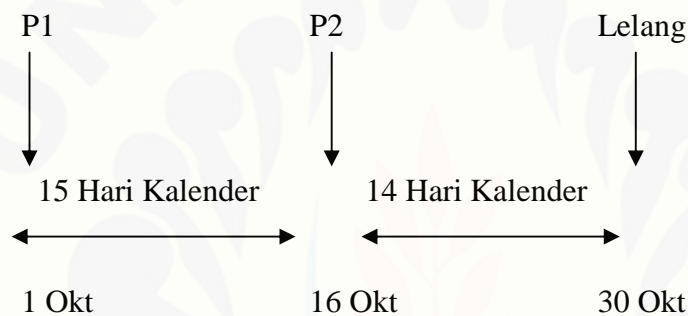 P1 P2 Lelang
15 Hari Kalender 14 Hari Kalender
1 Okt 16 Okt 30 Okt